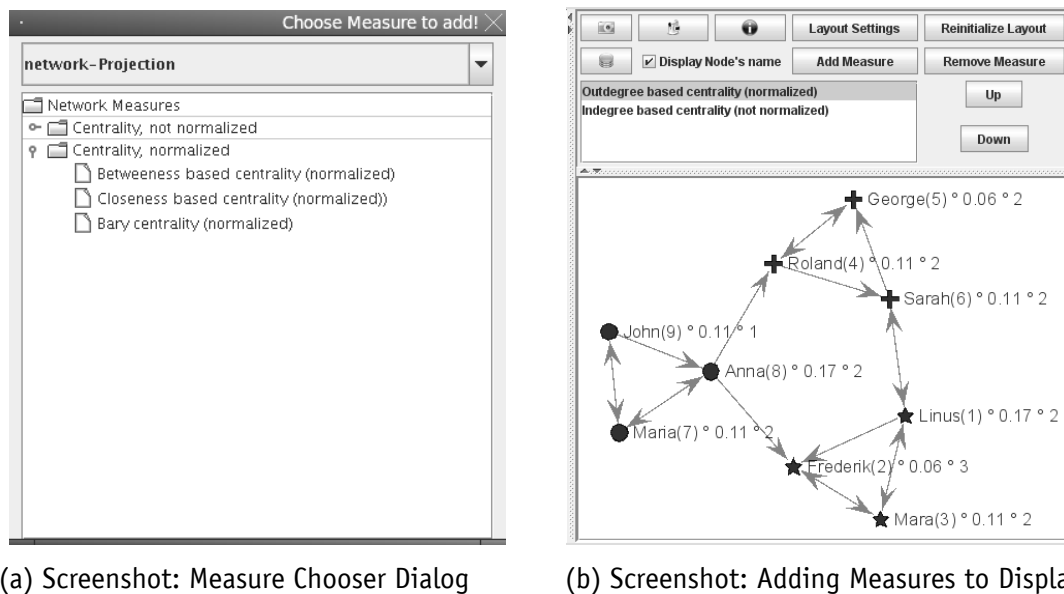 Choose Measure to add!
network-Projection
Network Measures
Centrality, not normalized
Centrality, normalized
Betweeness based centrality (normalized)
Closeness based centrality (normalized))
Bary centrality (normalized)
(a) Screenshot: Measure Chooser Dialog
Layout Settings
Reinitialize Layout
Display Node's name
Add Measure
Remove Measure
Outdegree based centrality (normalized)
Indegree based centrality (not normalized)
Up
Down
George(5) ° 0.06 ° 2
Roland(4) ° 0.11 ° 2
Sarah(6) ° 0.11 ° 2
John(9) ° 0.11 ° 1
Anna(8) ° 0.17 ° 2
Linus(1) ° 0.17 ° 2
Maria(7) ° 0.11 ° 2
Frederik(2) ° 0.06 ° 3
Mara(3) ° 0.11 ° 2
(b) Screenshot: Adding Measures to